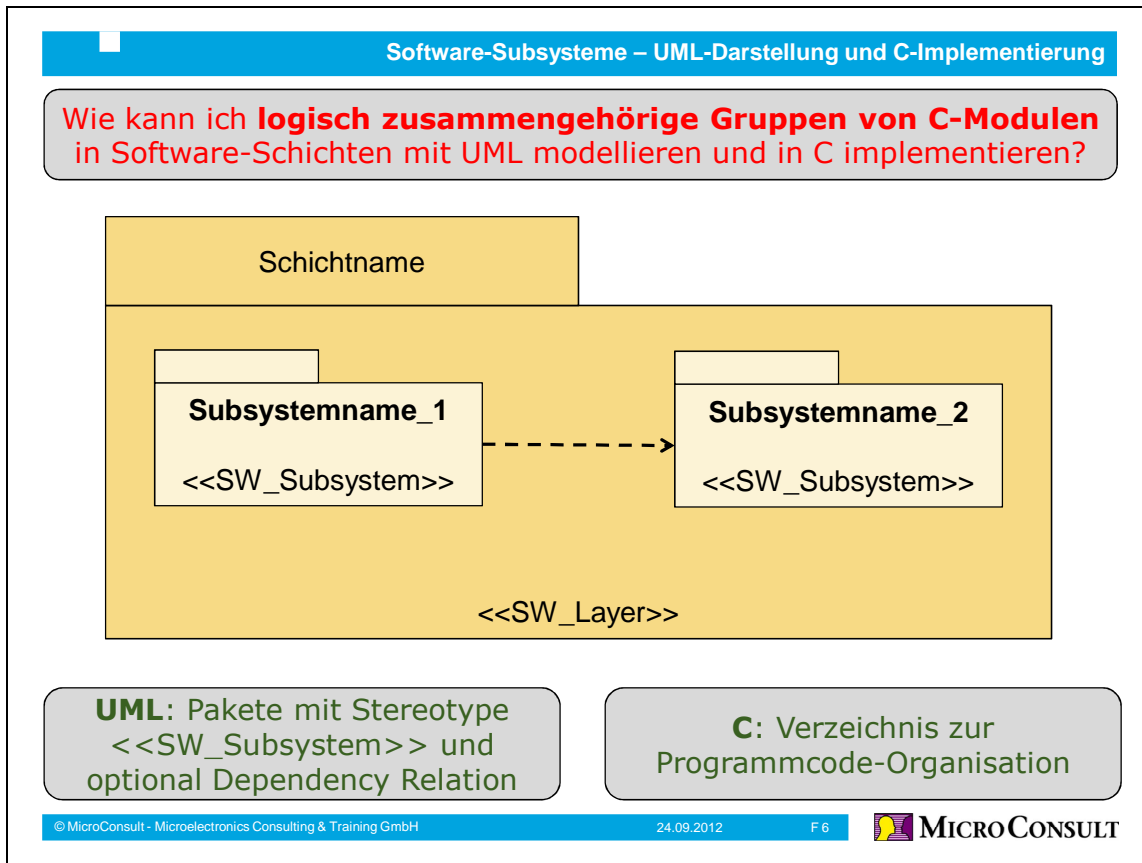 Software-Subsysteme – UML-Darstellung und C-Implementierung
Wie kann ich logisch zusammengehörige Gruppen von C-Modulen
in Software-Schichten mit UML modellieren und in C implementieren?
Schichtname
Subsystemname_1
<<SW_Subsystem>>
Subsystemname_2
<<SW_Subsystem>>
<<SW_Layer>>
UML: Pakete mit Stereotype
<<SW_Subsystem>> und
optional Dependency Relation
C: Verzeichnis zur
Programmcode-Organisation
© MicroConsult - Microelectronics Consulting & Training GmbH
24.09.2012
F 6
MICROCONSULT